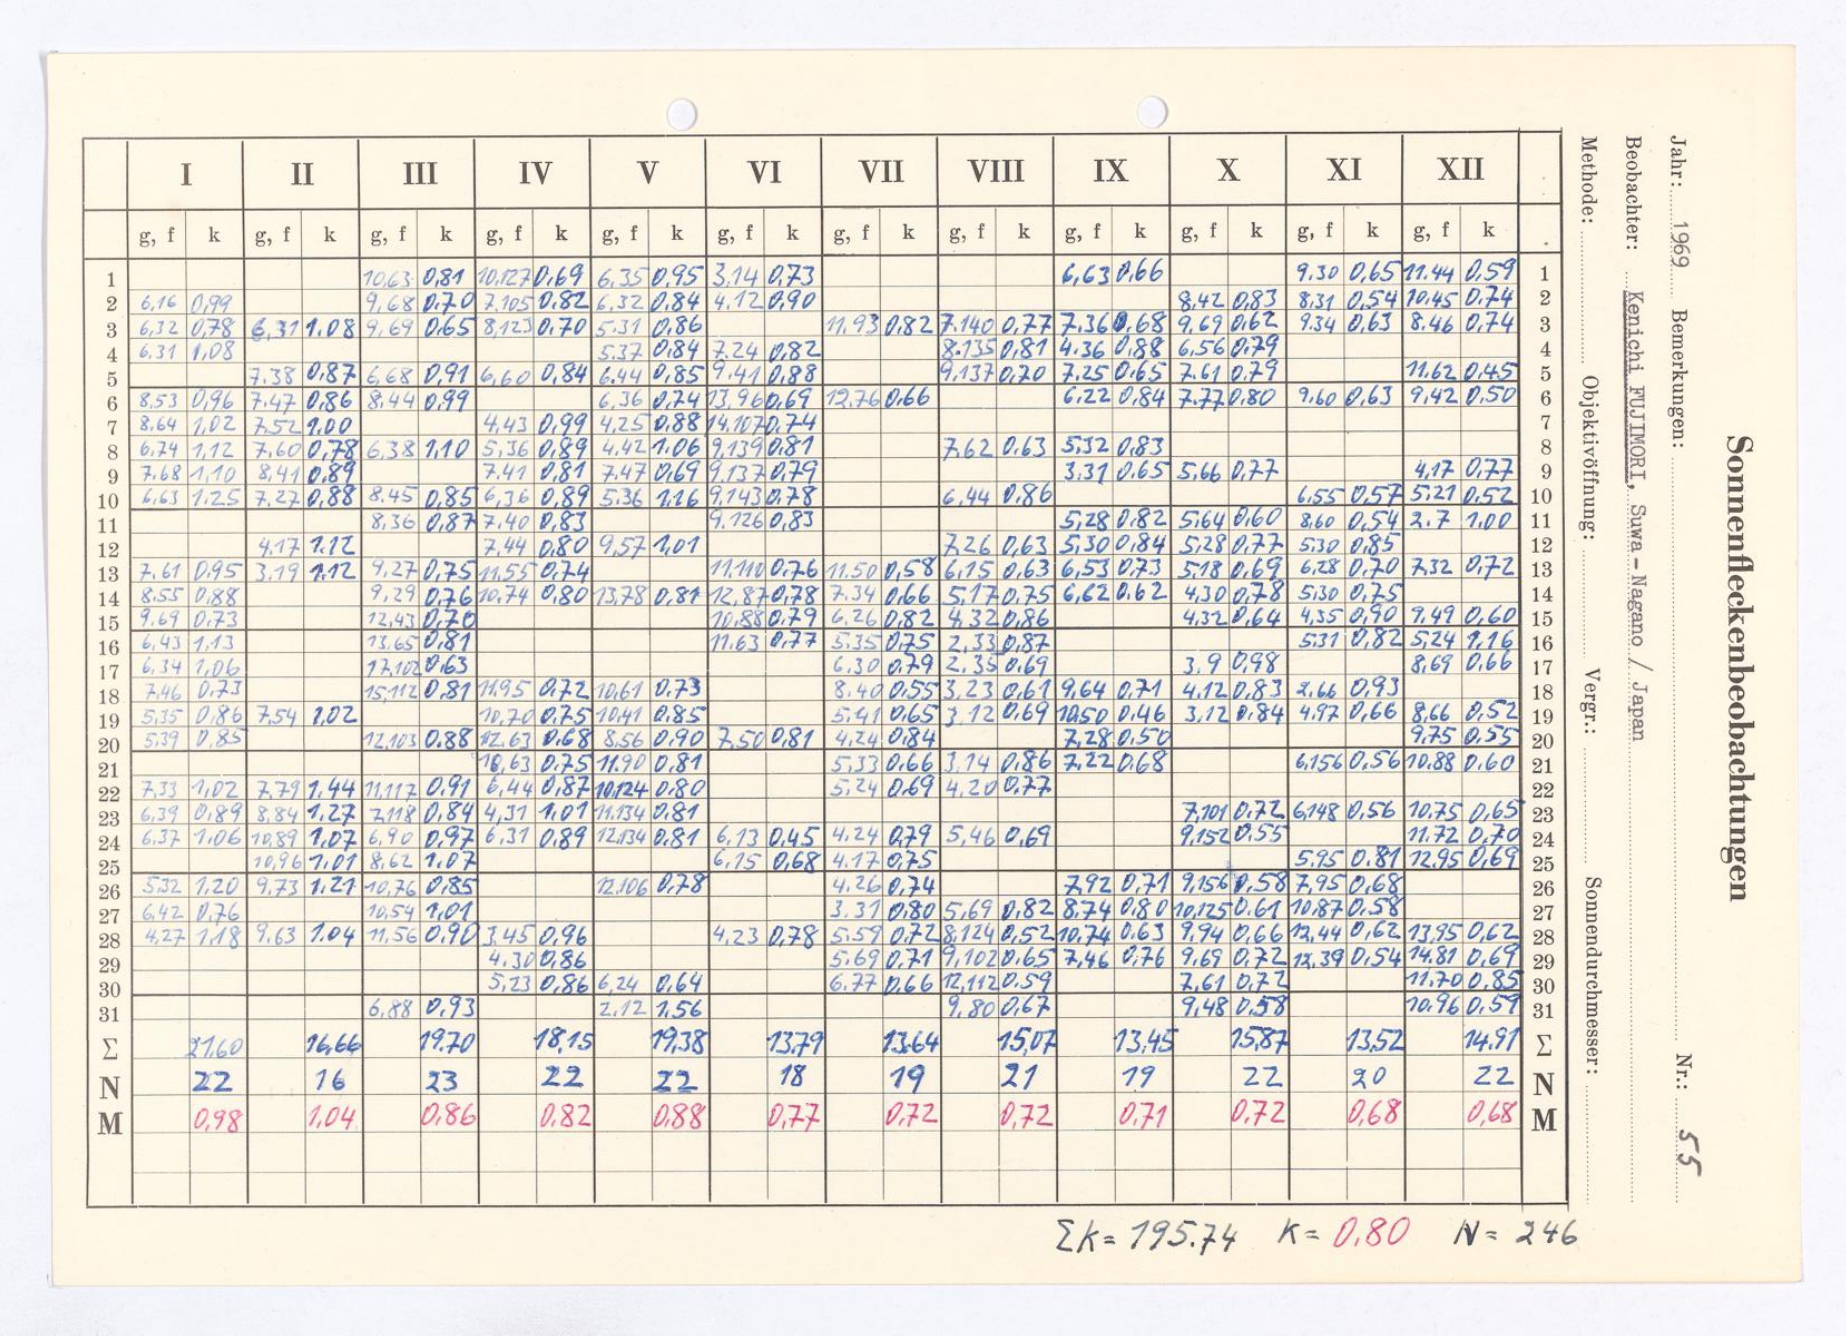 Sonnenfleckenbeobachtungen
Jahr: 1969 Bemerkungen: Nr.: 55
Beobachter: Kenichi FUJIMORI, Suwa-Nagano / Japan
Methode: Objektivöffnung: Vergr.: Sonnendurchmesser:
I II III IV V VI VII VIII IX X XI XII
g, f k g, f k g, f k g, f k g, f k g, f k g, f k g, f k g, f k g, f k g, f k g, f k
1 10,63 0,81 10,127 0,69 6,35 0,95 3,14 0,73 6,63 0,66 9,30 0,65 11,44 0,59 1
2 6,16 0,99 9,68 0,70 7,105 0,82 6,32 0,84 4,12 0,90 8,42 0,83 8,31 0,54 10,45 0,74 2
3 6,32 0,78 6,31 1,08 9,69 0,65 8,123 0,70 5,31 0,86 11,93 0,82 7,140 0,77 7,36 0,68 9,69 0,62 9,34 0,63 8,46 0,74 3
4 6,31 1,08 5,37 0,84 7,24 0,82 8,135 0,81 4,36 0,88 6,56 0,79 4
5 7,38 0,87 6,68 0,91 6,60 0,84 6,44 0,85 9,41 0,88 9,137 0,70 7,25 0,65 7,61 0,79 11,62 0,45 5
6 8,53 0,96 7,47 0,86 8,44 0,99 6,36 0,74 13,96 0,69 12,76 0,66 6,22 0,84 7,77 0,80 9,60 0,63 9,42 0,50 6
7 8,64 1,02 7,52 1,00 4,43 0,99 4,25 0,88 14,107 0,74 7
8 6,74 1,12 7,60 0,78 6,38 1,10 5,36 0,89 4,42 1,06 9,139 0,81 7,62 0,63 5,32 0,83 8
9 7,68 1,10 8,41 0,89 7,41 0,81 7,47 0,69 9,137 0,79 3,31 0,65 5,66 0,77 4,17 0,77 9
10 6,63 1,25 7,27 0,88 8,45 0,85 6,36 0,89 5,36 1,16 9,143 0,78 6,44 0,86 6,55 0,57 5,21 0,52 10
11 8,36 0,87 7,40 0,83 9,126 0,83 5,28 0,82 5,64 0,60 8,60 0,54 2,7 1,00 11
12 4,17 1,12 7,44 0,80 9,57 1,01 7,26 0,63 5,30 0,84 5,28 0,77 5,30 0,85 12
13 7,61 0,95 3,19 1,12 9,27 0,75 11,55 0,74 11,110 0,76 11,50 0,58 6,15 0,63 6,53 0,73 5,18 0,69 6,28 0,70 7,32 0,72 13
14 8,55 0,88 9,29 0,76 10,74 0,80 13,78 0,81 12,87 0,78 7,34 0,66 5,17 0,75 6,62 0,62 4,30 0,78 5,30 0,75 14
15 9,69 0,73 12,43 0,70 10,88 0,79 6,26 0,82 4,32 0,86 4,32 0,64 4,35 0,90 9,49 0,60 15
16 6,43 1,13 13,65 0,81 11,63 0,77 5,35 0,75 2,33 0,87 5,31 0,82 5,24 1,16 16
17 6,34 1,06 17,102 0,63 6,30 0,79 2,35 0,69 3,9 0,98 8,69 0,66 17
18 7,46 0,73 15,112 0,81 11,95 0,72 10,61 0,73 8,40 0,55 3,23 0,61 9,64 0,71 4,12 0,83 2,66 0,93 18
19 5,35 0,86 7,54 1,02 10,70 0,75 10,41 0,85 5,41 0,65 3,12 0,69 10,50 0,46 3,12 0,84 4,97 0,66 8,66 0,52 19
20 5,39 0,85 12,103 0,88 12,63 0,68 8,56 0,90 7,50 0,81 4,24 0,84 7,28 0,50 9,75 0,55 20
21 10,63 0,75 11,90 0,81 5,33 0,66 3,14 0,86 7,22 0,68 6,156 0,56 10,88 0,60 21
22 7,33 1,02 7,79 1,44 11,117 0,91 6,44 0,87 10,124 0,80 5,24 0,69 4,20 0,77 22
23 6,39 0,89 8,84 1,27 7,118 0,84 4,31 1,01 11,134 0,81 7,101 0,72 6,148 0,56 10,75 0,65 23
24 6,37 1,06 10,89 1,07 6,90 0,97 6,31 0,89 12,134 0,81 6,13 0,45 4,24 0,79 5,46 0,69 9,152 0,55 11,72 0,70 24
25 10,96 1,01 8,62 1,07 6,15 0,68 4,17 0,75 5,95 0,81 12,95 0,69 25
26 5,32 1,20 9,73 1,21 10,76 0,85 12,106 0,78 4,26 0,74 7,92 0,71 9,156 0,58 7,95 0,68 26
27 6,42 0,76 10,54 1,01 3,31 0,80 5,69 0,82 8,74 0,80 10,125 0,61 10,87 0,58 27
28 4,27 1,18 9,63 1,04 11,56 0,90 3,45 0,96 4,23 0,78 5,59 0,72 8,124 0,52 10,74 0,63 9,94 0,66 12,44 0,62 13,95 0,62 28
29 4,30 0,86 5,69 0,71 9,102 0,65 7,46 0,76 9,69 0,72 12,39 0,54 14,81 0,69 29
30 5,23 0,86 6,24 0,64 6,77 0,66 12,112 0,59 7,61 0,72 11,70 0,85 30
31 6,88 0,93 2,12 1,56 9,80 0,67 9,48 0,58 10,96 0,59 31
Σ 21,60 16,66 19,70 18,15 19,38 13,79 13,64 15,07 13,45 15,87 13,52 14,91 Σ
N 22 16 23 22 22 18 19 21 19 22 20 22 N
M 0,98 1,04 0,86 0,82 0,88 0,77 0,72 0,72 0,71 0,72 0,68 0,68 M
Σk = 195.74 K = 0,80 N = 246